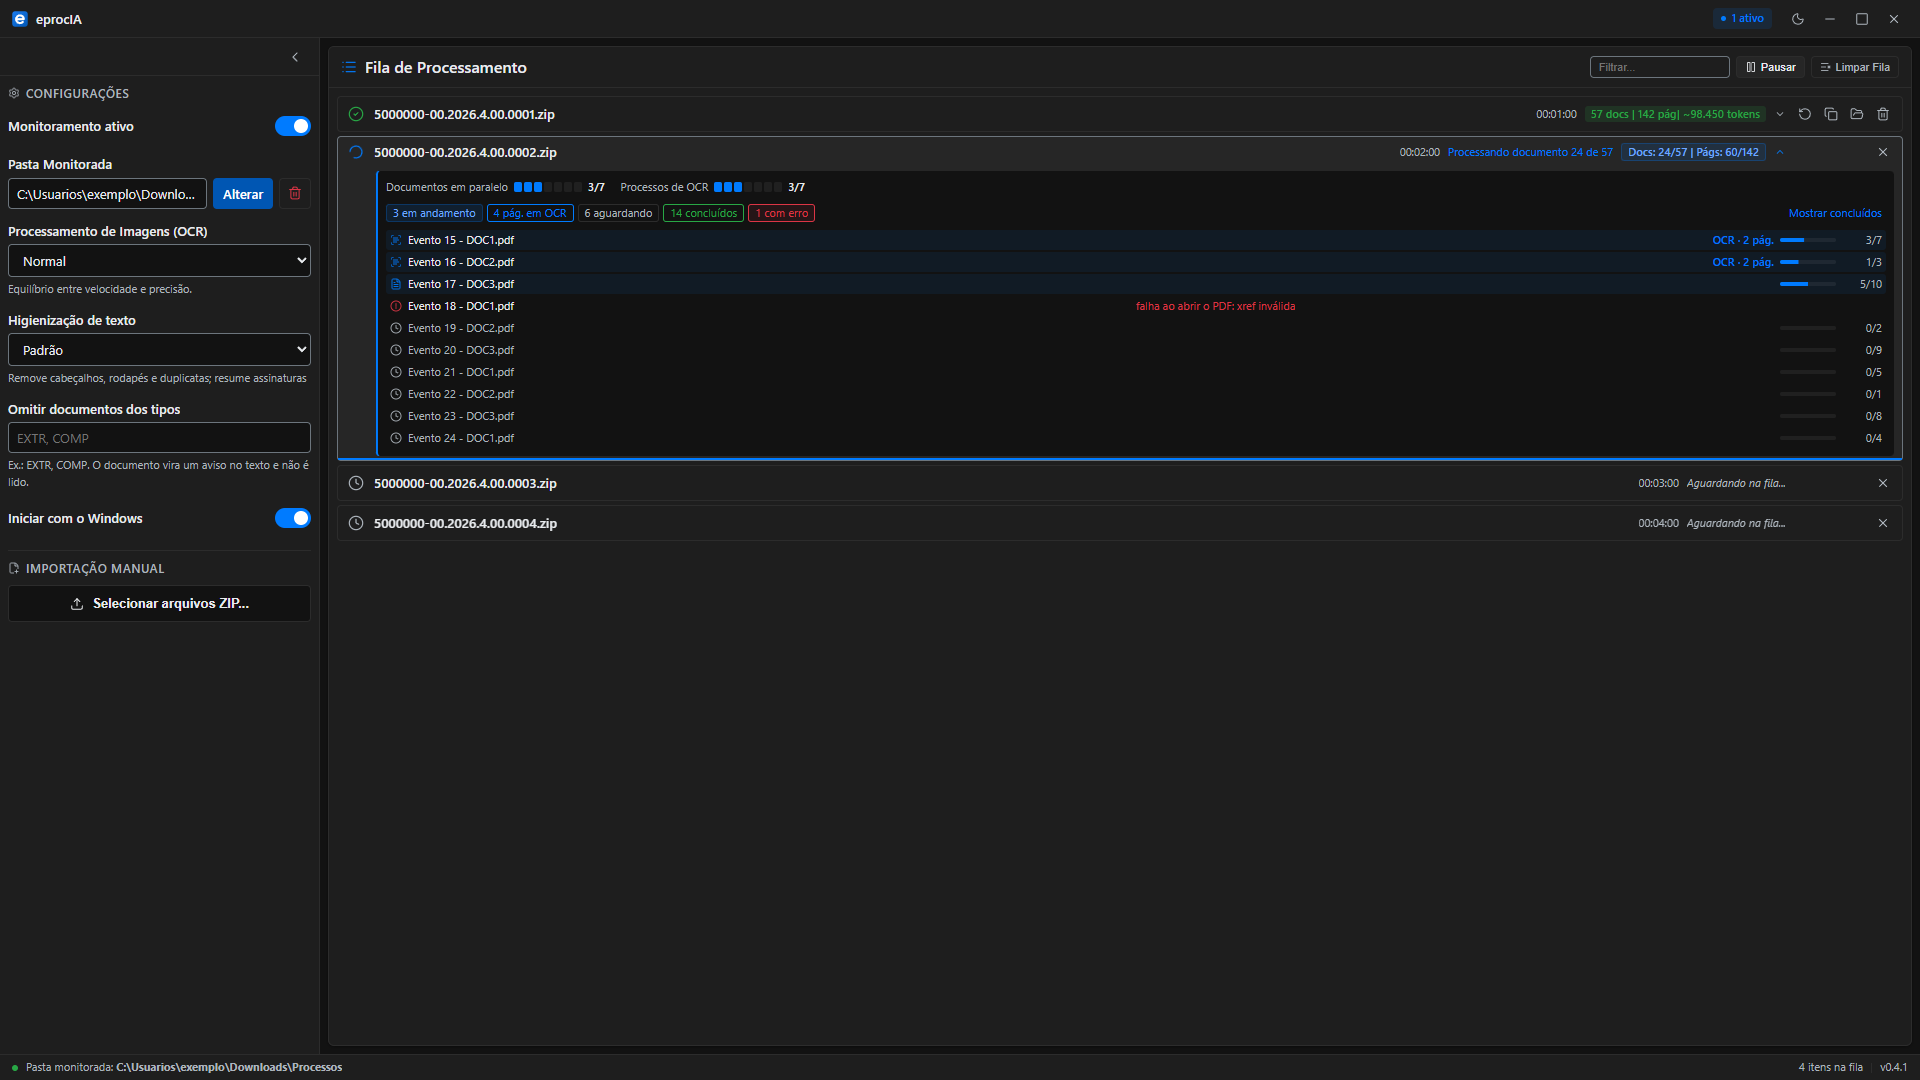 eprocIA
1 ativo
CONFIGURAÇÕES
Monitoramento ativo
Pasta Monitorada
C:\Usuarios\exemplo\Downlo...
Alterar
Processamento de Imagens (OCR)
Normal
Equilíbrio entre velocidade e precisão.
Higienização de texto
Padrão
Remove cabeçalhos, rodapés e duplicatas; resume assinaturas
Omitir documentos dos tipos
EXTR, COMP
Ex.: EXTR, COMP. O documento vira um aviso no texto e não é
lido.
Iniciar com o Windows
IMPORTAÇÃO MANUAL
Selecionar arquivos ZIP...
Fila de Processamento
Filtrar...
Pausar
Limpar Fila
5000000-00.2026.4.00.0001.zip 00:01:00 57 docs | 142 pág| ~98.450 tokens
5000000-00.2026.4.00.0002.zip 00:02:00 Processando documento 24 de 57 Docs: 24/57 | Págs: 60/142
Documentos em paralelo 3/7 Processos de OCR 3/7
3 em andamento 4 pág. em OCR 6 aguardando 14 concluídos 1 com erro Mostrar concluídos
Evento 15 - DOC1.pdf OCR · 2 pág. 3/7
Evento 16 - DOC2.pdf OCR · 2 pág. 1/3
Evento 17 - DOC3.pdf 5/10
Evento 18 - DOC1.pdf falha ao abrir o PDF: xref inválida
Evento 19 - DOC2.pdf 0/2
Evento 20 - DOC3.pdf 0/9
Evento 21 - DOC1.pdf 0/5
Evento 22 - DOC2.pdf 0/1
Evento 23 - DOC3.pdf 0/8
Evento 24 - DOC1.pdf 0/4
5000000-00.2026.4.00.0003.zip 00:03:00 Aguardando na fila...
5000000-00.2026.4.00.0004.zip 00:04:00 Aguardando na fila...
Pasta monitorada: C:\Usuarios\exemplo\Downloads\Processos
4 itens na fila
v0.4.1